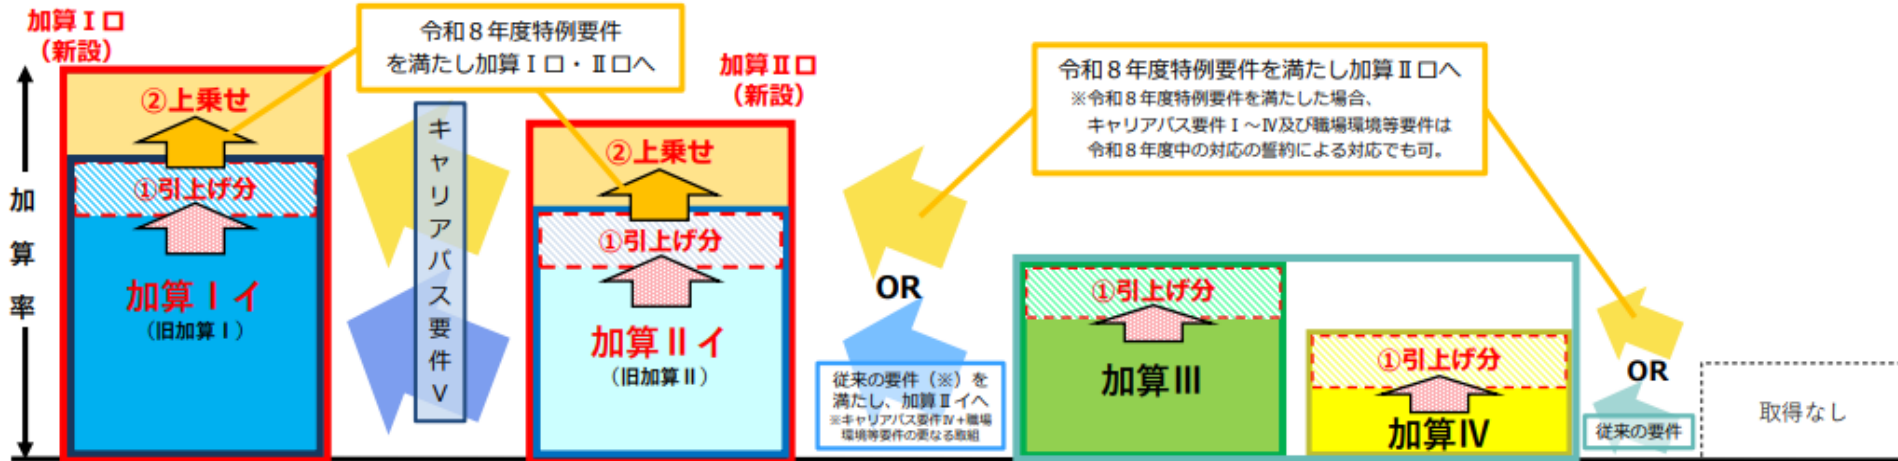 加算Ⅰロ
（新設）
令和８年度特例要件
を満たし加算Ⅰロ・Ⅱロへ
②上乗せ
①引上げ分
加算Ⅰイ
（旧加算Ⅰ）
加算率
キャリアパス要件Ⅴ
加算Ⅱロ
（新設）
②上乗せ
①引上げ分
加算Ⅱイ
（旧加算Ⅱ）
令和８年度特例要件を満たし加算Ⅱロへ
※令和８年度特例要件を満たした場合、
キャリアパス要件Ⅰ～Ⅳ及び職場環境等要件は
令和８年度中の対応の誓約による対応でも可。
OR
従来の要件（※）を
満たし、加算Ⅱイへ
※キャリアパス要件Ⅳ＋職場
環境等要件の更なる取組
①引上げ分
加算Ⅲ
①引上げ分
加算Ⅳ
OR
従来の要件
取得なし